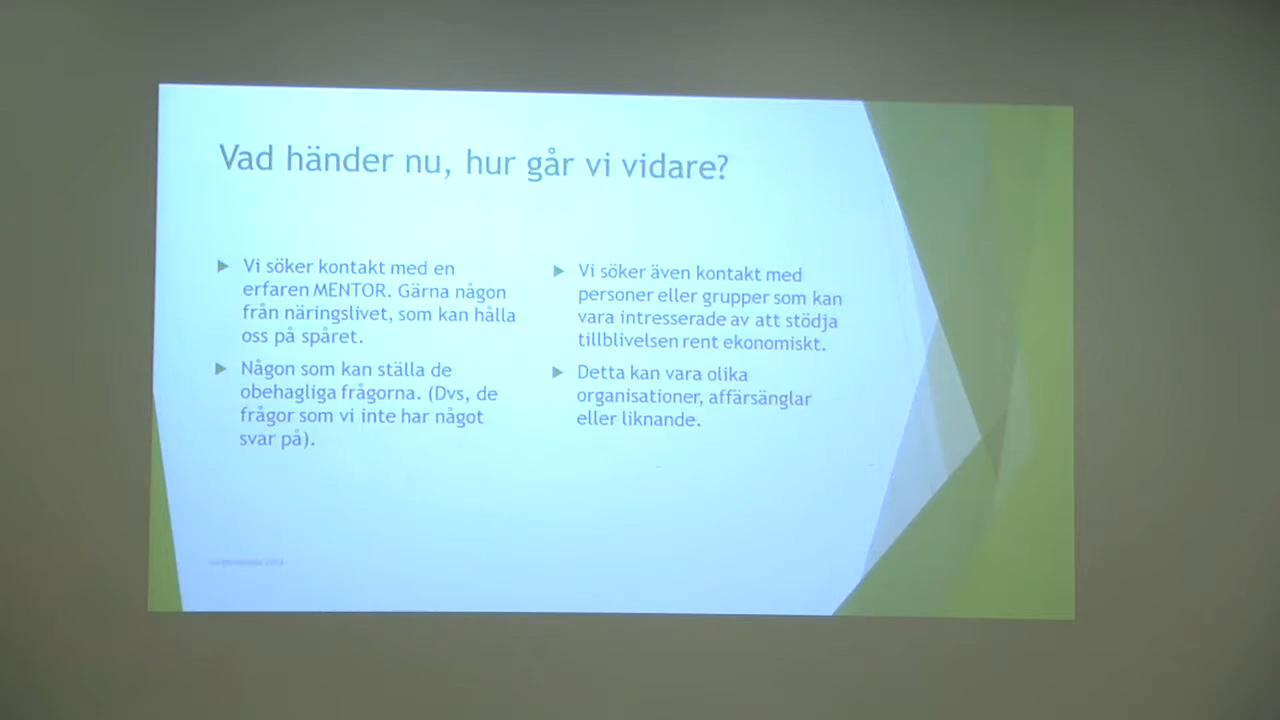 Vad händer nu, hur går vi vidare?
Vi söker kontakt med en
erfaren MENTOR. Gärna någon
från näringslivet, som kan hålla
oss på spåret.
Någon som kan ställa de
obehagliga frågorna. (Dvs, de
frågor som vi inte har något
svar på).
Vi söker även kontakt med
personer eller grupper som kan
vara intresserade av att stödja
tillblivelsen rent ekonomiskt.
Detta kan vara olika
organisationer, affärsänglar
eller liknande.